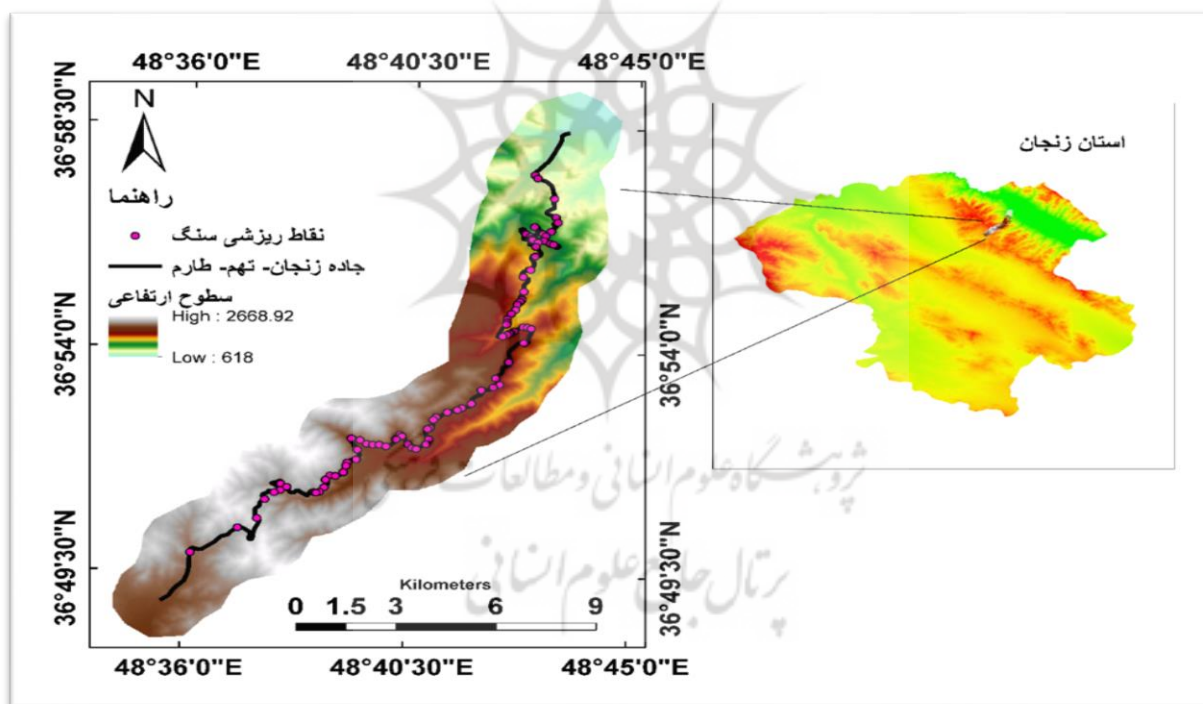 48°36'0"E 48°40'30"E 48°45'0"E
36°58'30"N
36°54'0"N
36°49'30"N
N
راهنما
نقاط ریزشی سنگ
جاده زنجان- تهم- طارم
سطوح ارتفاعی
High : 2668.92
Low : 618
Kilometers
0 1.5 3 6 9
48°36'0"E 48°40'30"E 48°45'0"E
36°54'0"N
36°49'30"N
استان زنجان
پژوهشگاه علوم انسانی و مطالعات فرهنگی
پرتال جامع علوم انسانی